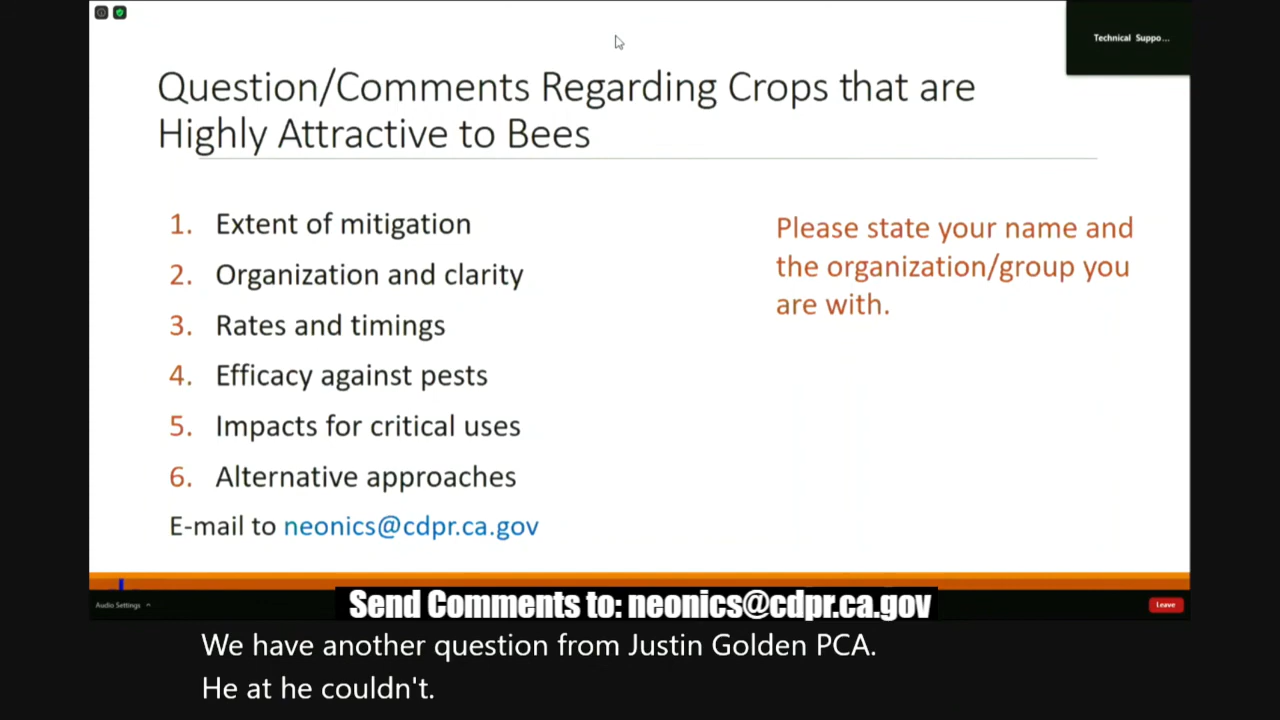 Technical Suppo...
Question/Comments Regarding Crops that are
Highly Attractive to Bees
1. Extent of mitigation
2. Organization and clarity
3. Rates and timings
4. Efficacy against pests
5. Impacts for critical uses
6. Alternative approaches
E-mail to neonics@cdpr.ca.gov
Please state your name and
the organization/group you
are with.
Audio Settings
Leave
Send Comments to: neonics@cdpr.ca.gov
We have another question from Justin Golden PCA.
He at he couldn't.